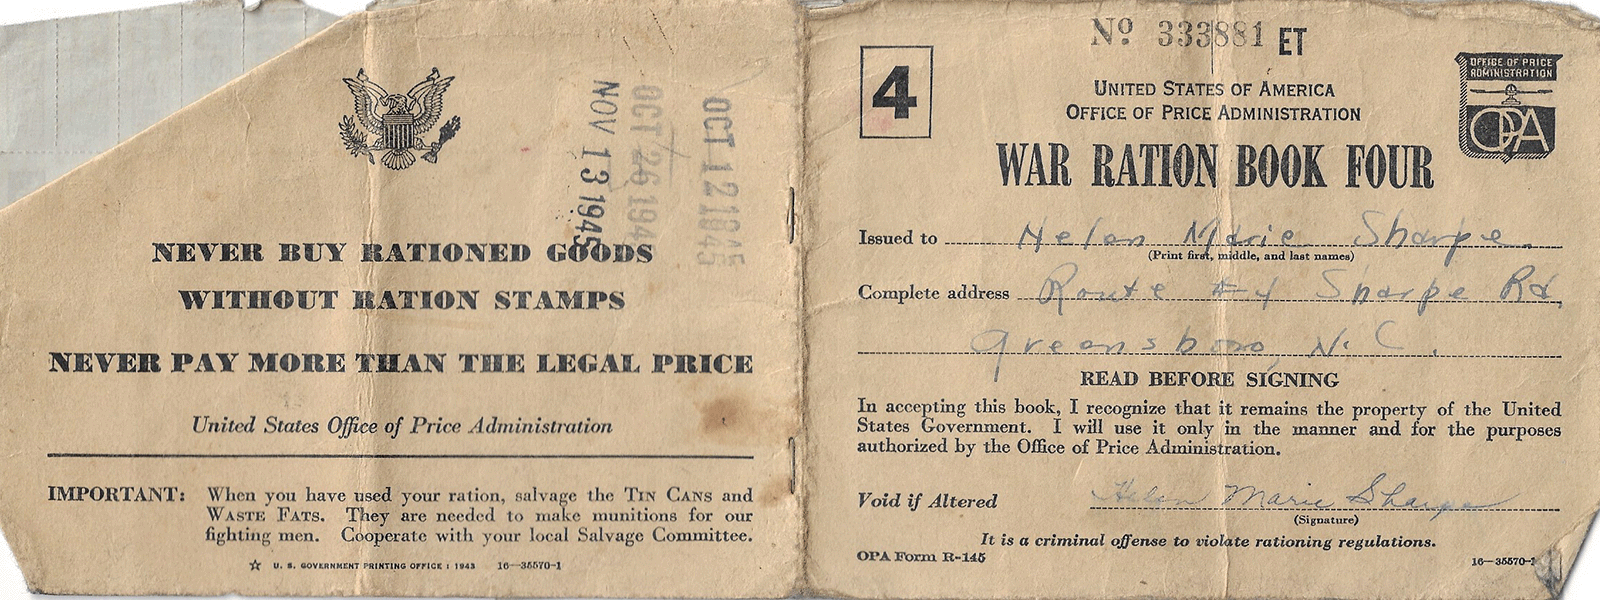 OCT 12 1945
OCT 26 1945
NOV 13 1945
NEVER BUY RATIONED GOODS
WITHOUT RATION STAMPS
NEVER PAY MORE THAN THE LEGAL PRICE
United States Office of Price Administration
IMPORTANT: When you have used your ration, salvage the TIN CANS and
WASTE FATS. They are needed to make munitions for our
fighting men. Cooperate with your local Salvage Committee.
☆ U. S. GOVERNMENT PRINTING OFFICE : 1943 16—35570-1
4
Nº 333881 ET
UNITED STATES OF AMERICA
OFFICE OF PRICE ADMINISTRATION
OFFICE OF PRICE
ADMINISTRATION
OPA
WAR RATION BOOK FOUR
Issued to Helen Marie Sharpe
(Print first, middle, and last names)
Complete address Route #4 Sharpe Rd,
Greensboro, N. C.
READ BEFORE SIGNING
In accepting this book, I recognize that it remains the property of the United
States Government. I will use it only in the manner and for the purposes
authorized by the Office of Price Administration.
Void if Altered Helen Marie Sharpe
(Signature)
It is a criminal offense to violate rationing regulations.
OPA Form R-145 16—35570-1